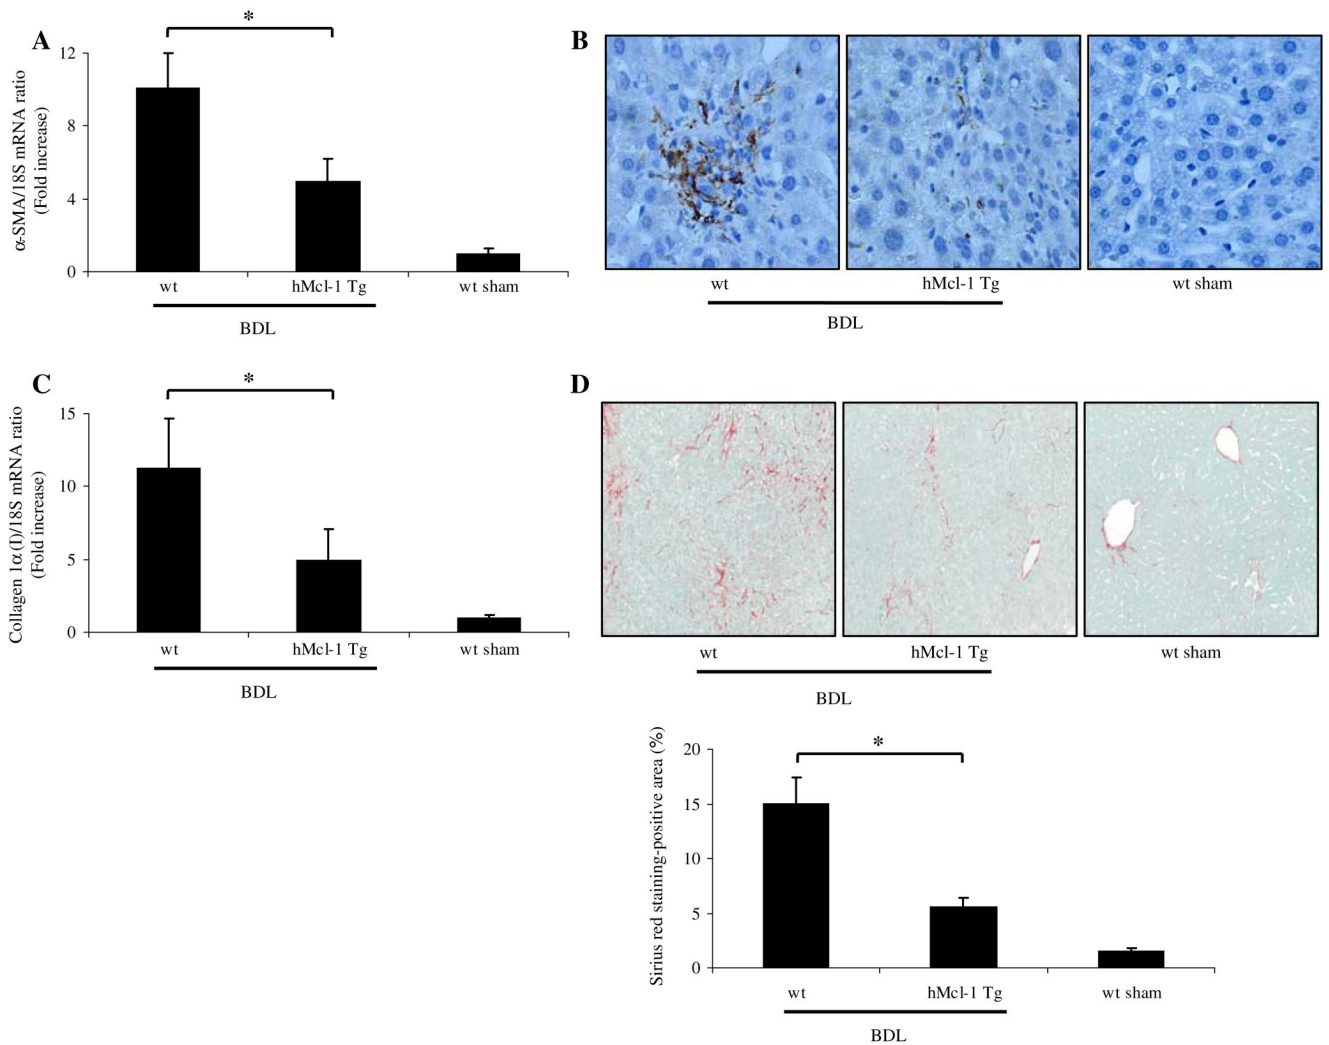 A
*
α-SMA/18S mRNA ratio
(Fold increase)
12
8
4
0
wt
hMcl-1 Tg
wt sham
BDL
B
wt
hMcl-1 Tg
wt sham
BDL
C
*
Collagen 1α(I)/18S mRNA ratio
(Fold increase)
15
10
5
0
wt
hMcl-1 Tg
wt sham
BDL
D
wt
hMcl-1 Tg
wt sham
BDL
*
Sirius red staining-positive area (%)
20
15
10
5
0
wt
hMcl-1 Tg
wt sham
BDL